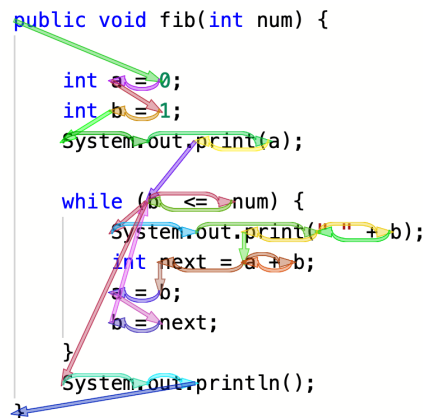 public void fib(int num) {
int a = 0;
int b = 1;
System.out.print(a);
while (b <= num) {
System.out.print(" " + b);
int next = a + b;
a = b;
b = next;
}
System.out.println();
}